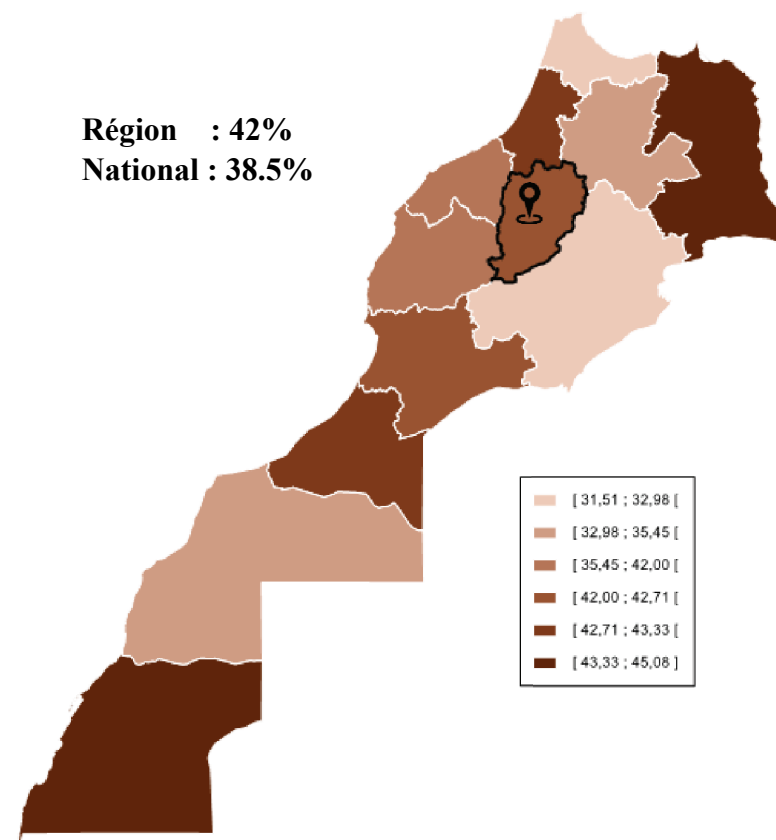 Région : 42%
National : 38.5%
[ 31,51 ; 32,98 [
[ 32,98 ; 35,45 [
[ 35,45 ; 42,00 [
[ 42,00 ; 42,71 [
[ 42,71 ; 43,33 [
[ 43,33 ; 45,08 ]